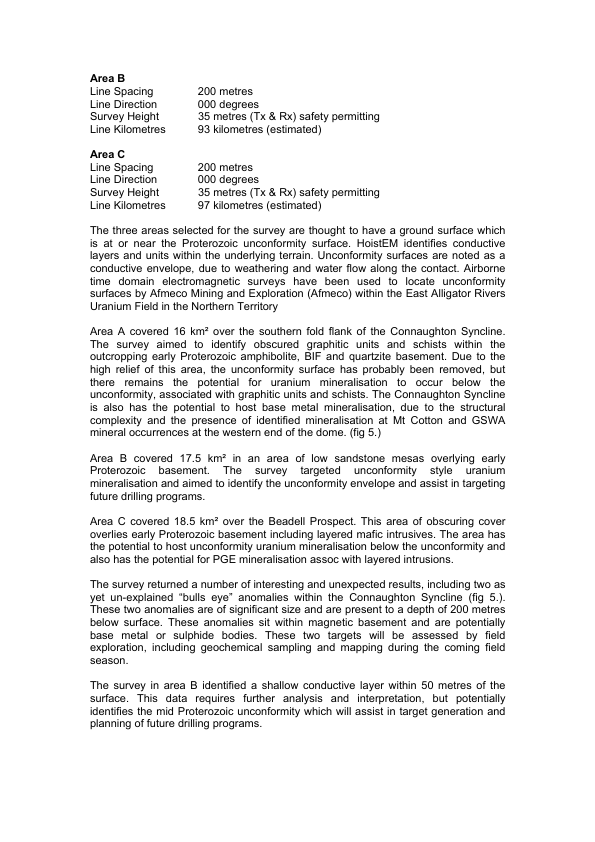 Area B
Line Spacing 200 metres
Line Direction 000 degrees
Survey Height 35 metres (Tx & Rx) safety permitting
Line Kilometres 93 kilometres (estimated)
Area C
Line Spacing 200 metres
Line Direction 000 degrees
Survey Height 35 metres (Tx & Rx) safety permitting
Line Kilometres 97 kilometres (estimated)
The three areas selected for the survey are thought to have a ground surface which
is at or near the Proterozoic unconformity surface. HoistEM identifies conductive
layers and units within the underlying terrain. Unconformity surfaces are noted as a
conductive envelope, due to weathering and water flow along the contact. Airborne
time domain electromagnetic surveys have been used to locate unconformity
surfaces by Afmeco Mining and Exploration (Afmeco) within the East Alligator Rivers
Uranium Field in the Northern Territory
Area A covered 16 km² over the southern fold flank of the Connaughton Syncline.
The survey aimed to identify obscured graphitic units and schists within the
outcropping early Proterozoic amphibolite, BIF and quartzite basement. Due to the
high relief of this area, the unconformity surface has probably been removed, but
there remains the potential for uranium mineralisation to occur below the
unconformity, associated with graphitic units and schists. The Connaughton Syncline
is also has the potential to host base metal mineralisation, due to the structural
complexity and the presence of identified mineralisation at Mt Cotton and GSWA
mineral occurrences at the western end of the dome. (fig 5.)
Area B covered 17.5 km² in an area of low sandstone mesas overlying early
Proterozoic basement. The survey targeted unconformity style uranium
mineralisation and aimed to identify the unconformity envelope and assist in targeting
future drilling programs.
Area C covered 18.5 km² over the Beadell Prospect. This area of obscuring cover
overlies early Proterozoic basement including layered mafic intrusives. The area has
the potential to host unconformity uranium mineralisation below the unconformity and
also has the potential for PGE mineralisation assoc with layered intrusions.
The survey returned a number of interesting and unexpected results, including two as
yet un-explained “bulls eye” anomalies within the Connaughton Syncline (fig 5.).
These two anomalies are of significant size and are present to a depth of 200 metres
below surface. These anomalies sit within magnetic basement and are potentially
base metal or sulphide bodies. These two targets will be assessed by field
exploration, including geochemical sampling and mapping during the coming field
season.
The survey in area B identified a shallow conductive layer within 50 metres of the
surface. This data requires further analysis and interpretation, but potentially
identifies the mid Proterozoic unconformity which will assist in target generation and
planning of future drilling programs.